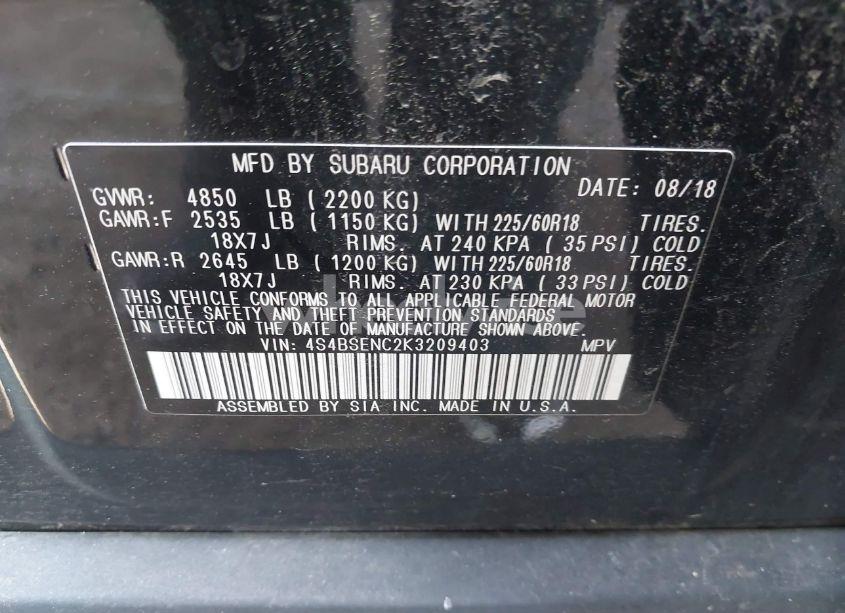 MFD BY SUBARU CORPORATION
DATE: 08/18
GVWR: 4850 LB ( 2200 KG)
GAWR:F 2535 LB ( 1150 KG) WITH 225/60R18 TIRES.
18X7J RIMS. AT 240 KPA ( 35 PSI) COLD
GAWR:R 2645 LB ( 1200 KG) WITH 225/60R18 TIRES.
18X7J RIMS. AT 230 KPA ( 33 PSI) COLD
THIS VEHICLE CONFORMS TO ALL APPLICABLE FEDERAL MOTOR
VEHICLE SAFETY AND THEFT PREVENTION STANDARDS
IN EFFECT ON THE DATE OF MANUFACTURE SHOWN ABOVE.
VIN: 4S4BSENC2K3209403 MPV
ASSEMBLED BY SIA INC. MADE IN U.S.A.